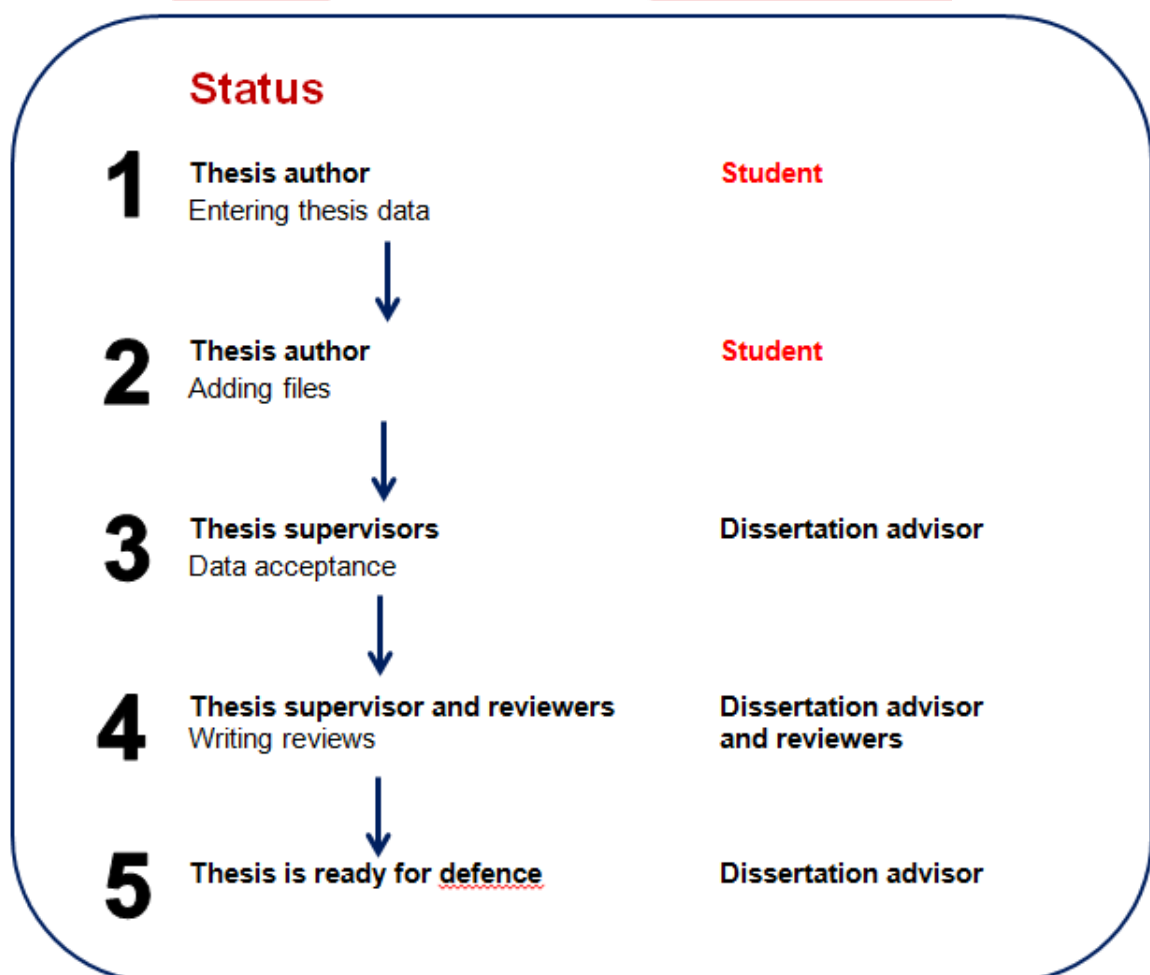 Status
1
Thesis author
Student
Entering thesis data
2
Thesis author
Student
Adding files
3
Thesis supervisors
Dissertation advisor
Data acceptance
4
Thesis supervisor and reviewers
Dissertation advisor
Writing reviews
and reviewers
5
Thesis is ready for defence
Dissertation advisor